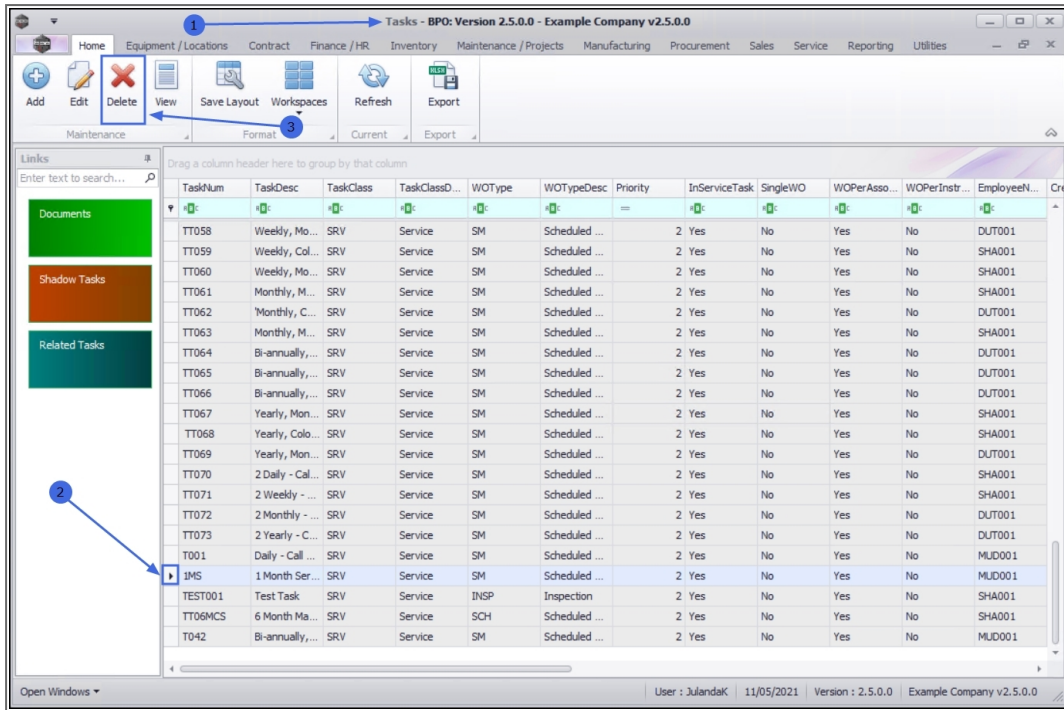 1
Tasks - BPO: Version 2.5.0.0 - Example Company v2.5.0.0
Home Equipment / Locations Contract Finance / HR Inventory Maintenance / Projects Manufacturing Procurement Sales Service Reporting Utilities
Add Edit Delete View Save Layout Workspaces Refresh Export
3
Maintenance Format Current Export
Links
Enter text to search...
Documents
Shadow Tasks
Related Tasks
Drag a column header here to group by that column
TaskNum TaskDesc TaskClass TaskClassD... WOType WOTypeDesc Priority InServiceTask SingleWO WOPerAsso... WOPerInstr... EmployeeN... Cre
=
TT058 Weekly, Mo... SRV Service SM Scheduled ... 2 Yes No Yes No DUT001
TT059 Weekly, Col... SRV Service SM Scheduled ... 2 Yes No Yes No SHA001
TT060 Weekly, Mo... SRV Service SM Scheduled ... 2 Yes No Yes No SHA001
TT061 Monthly, M... SRV Service SM Scheduled ... 2 Yes No Yes No SHA001
TT062 'Monthly, C... SRV Service SM Scheduled ... 2 Yes No Yes No DUT001
TT063 Monthly, M... SRV Service SM Scheduled ... 2 Yes No Yes No SHA001
TT064 Bi-annually,... SRV Service SM Scheduled ... 2 Yes No Yes No DUT001
TT065 Bi-annually,... SRV Service SM Scheduled ... 2 Yes No Yes No DUT001
TT066 Bi-annually,... SRV Service SM Scheduled ... 2 Yes No Yes No DUT001
TT067 Yearly, Mon... SRV Service SM Scheduled ... 2 Yes No Yes No SHA001
TT068 Yearly, Colo... SRV Service SM Scheduled ... 2 Yes No Yes No SHA001
TT069 Yearly, Mon... SRV Service SM Scheduled ... 2 Yes No Yes No DUT001
TT070 2 Daily - Cal... SRV Service SM Scheduled ... 2 Yes No Yes No SHA001
TT071 2 Weekly - ... SRV Service SM Scheduled ... 2 Yes No Yes No SHA001
TT072 2 Monthly - ... SRV Service SM Scheduled ... 2 Yes No Yes No DUT001
TT073 2 Yearly - C... SRV Service SM Scheduled ... 2 Yes No Yes No DUT001
T001 Daily - Call ... SRV Service SM Scheduled ... 2 Yes No Yes No MUD001
2
1MS 1 Month Ser... SRV Service SM Scheduled ... 2 Yes No Yes No MUD001
TEST001 Test Task SRV Service INSP Inspection 2 Yes No Yes No SHA001
TT06MCS 6 Month Ma... SRV Service SCH Scheduled ... 2 Yes No Yes No SHA001
T042 Bi-annually,... SRV Service SM Scheduled ... 2 Yes No Yes No MUD001
Open Windows User : JulandaK 11/05/2021 Version : 2.5.0.0 Example Company v2.5.0.0